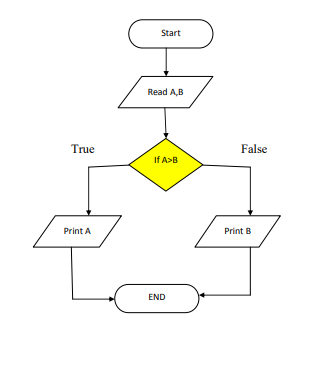 Start
Read A,B
If A>B
True
False
Print A
Print B
END